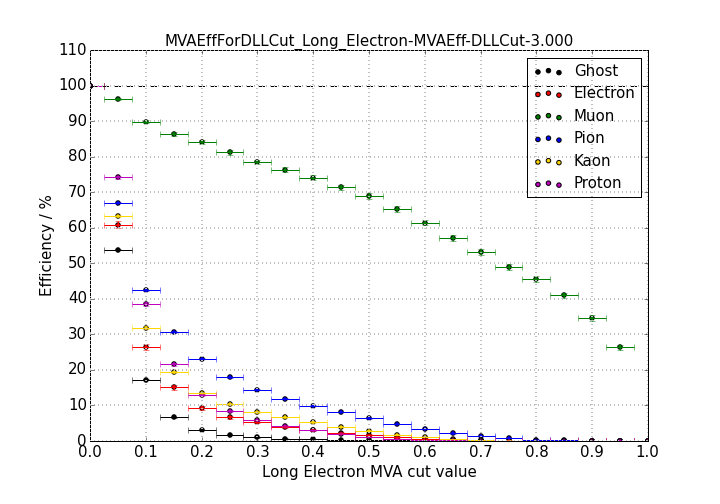 MVAEffForDLLCut_Long_Electron-MVAEff-DLLCut-3.000
110
100
90
80
70
60
50
40
30
20
10
0
Efficiency / %
Ghost
Electron
Muon
Pion
Kaon
Proton
0.0 0.1 0.2 0.3 0.4 0.5 0.6 0.7 0.8 0.9 1.0
Long Electron MVA cut value